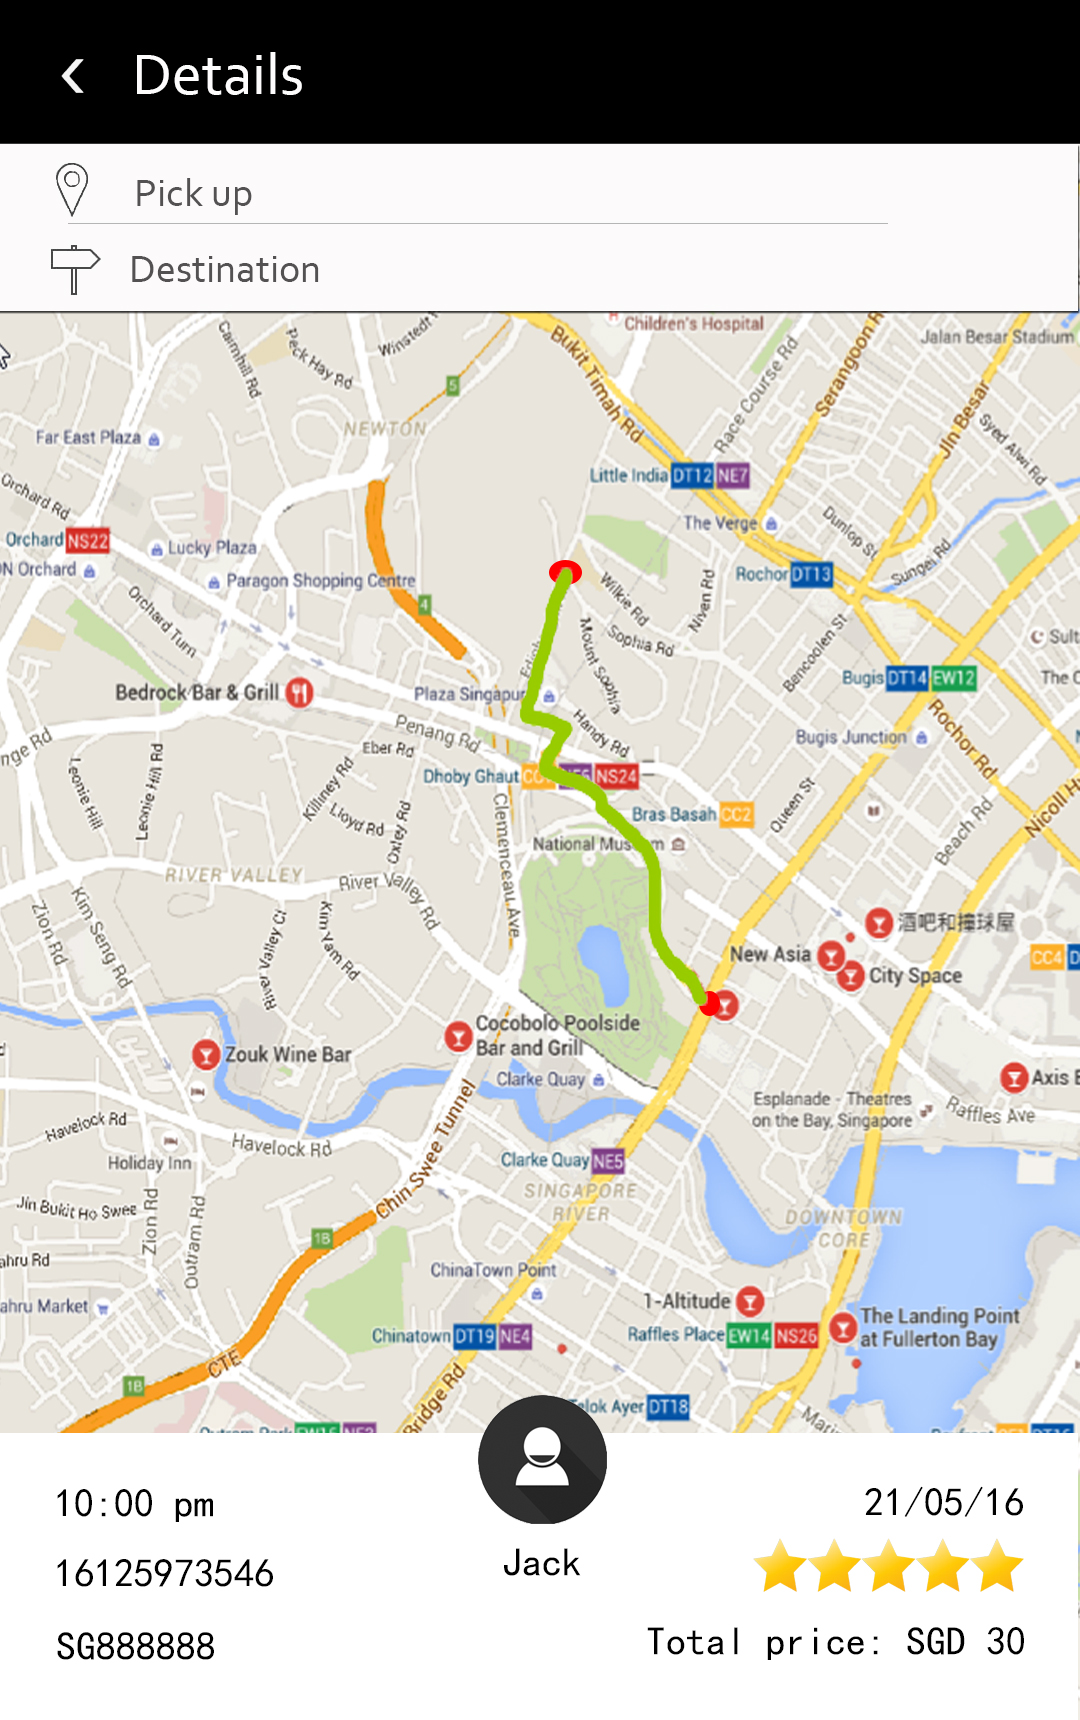 Details
Pick up
Destination
Children's Hospital
Jalan Besar Stadium
Cairnhill Rd
Peck Hay Rd
Winstedt
Bukit Timah Rd
Race Course Rd
Serangoon R
Jln Besar
Syed Alwi Rd
5
NEWTON
Far East Plaza
Little India DT12 NE7
Orchard Rd
The Verge
Dunlop St
Orchard NS22
Lucky Plaza
N Orchard
Paragon Shopping Centre
Rochor DT13
Sungei Rd
Wilkie Rd
Niven Rd
4
Orchard Turn
Sophia Rd
Mount Sophia
Bencoolen St
Sult
The C
Bugis DT14 EW12
Bedrock Bar & Grill
Plaza Singapur
Handy Rd
Penang Rd
Rochor Rd
Bugis Junction
nge Rd
Eber Rd
Leonie Hill
Leonie Hill Rd
Killiney Rd
Dhoby Ghaut NS24
Lloyd Rd
Oxley Rd
Clemenceau Ave
Bras Basah CC2
Queen St
Beach Rd
Nicoll H
National Mus m
RIVER VALLEY
River Valley Rd
Zion Rd
Kim Seng Rd
River Valley Cl
Kim Yam Rd
酒吧和撞球屋
New Asia
CC4 D
City Space
Cocobolo Poolside
Bar and Grill
Zouk Wine Bar
Clarke Quay
Axis
Esplanade - Theatres
on the Bay, Singapore
Raffles Ave
Havelock Rd
Havelock Rd
Chin Swee Tunnel
Holiday Inn
Clarke Quay NE5
SINGAPORE
RIVER
Jln Bukit Ho Swee
Zion Rd
Outram Rd
DOWNTOWN
CORE
1B
ahru Rd
ChinaTown Point
ahru Market
1-Altitude
The Landing Point
at Fullerton Bay
Chinatown DT19 NE4
Raffles Place EW14 NS26
CTE
1B
Bridge Rd
elok Ayer DT18
Marin
10:00 pm
21/05/16
Jack
16125973546
SG888888
Total price: SGD 30